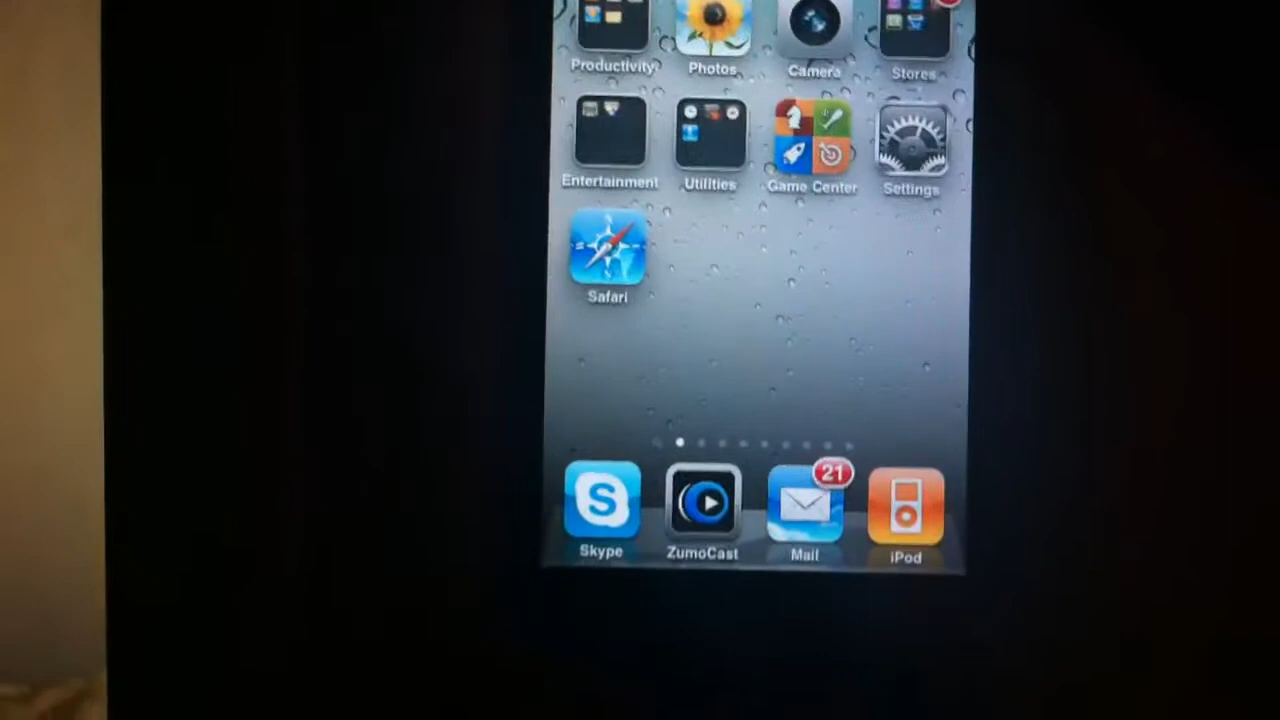 Productivity Photos Camera Stores
Entertainment Utilities Game Center Settings
Safari
21
Skype ZumoCast Mail iPod